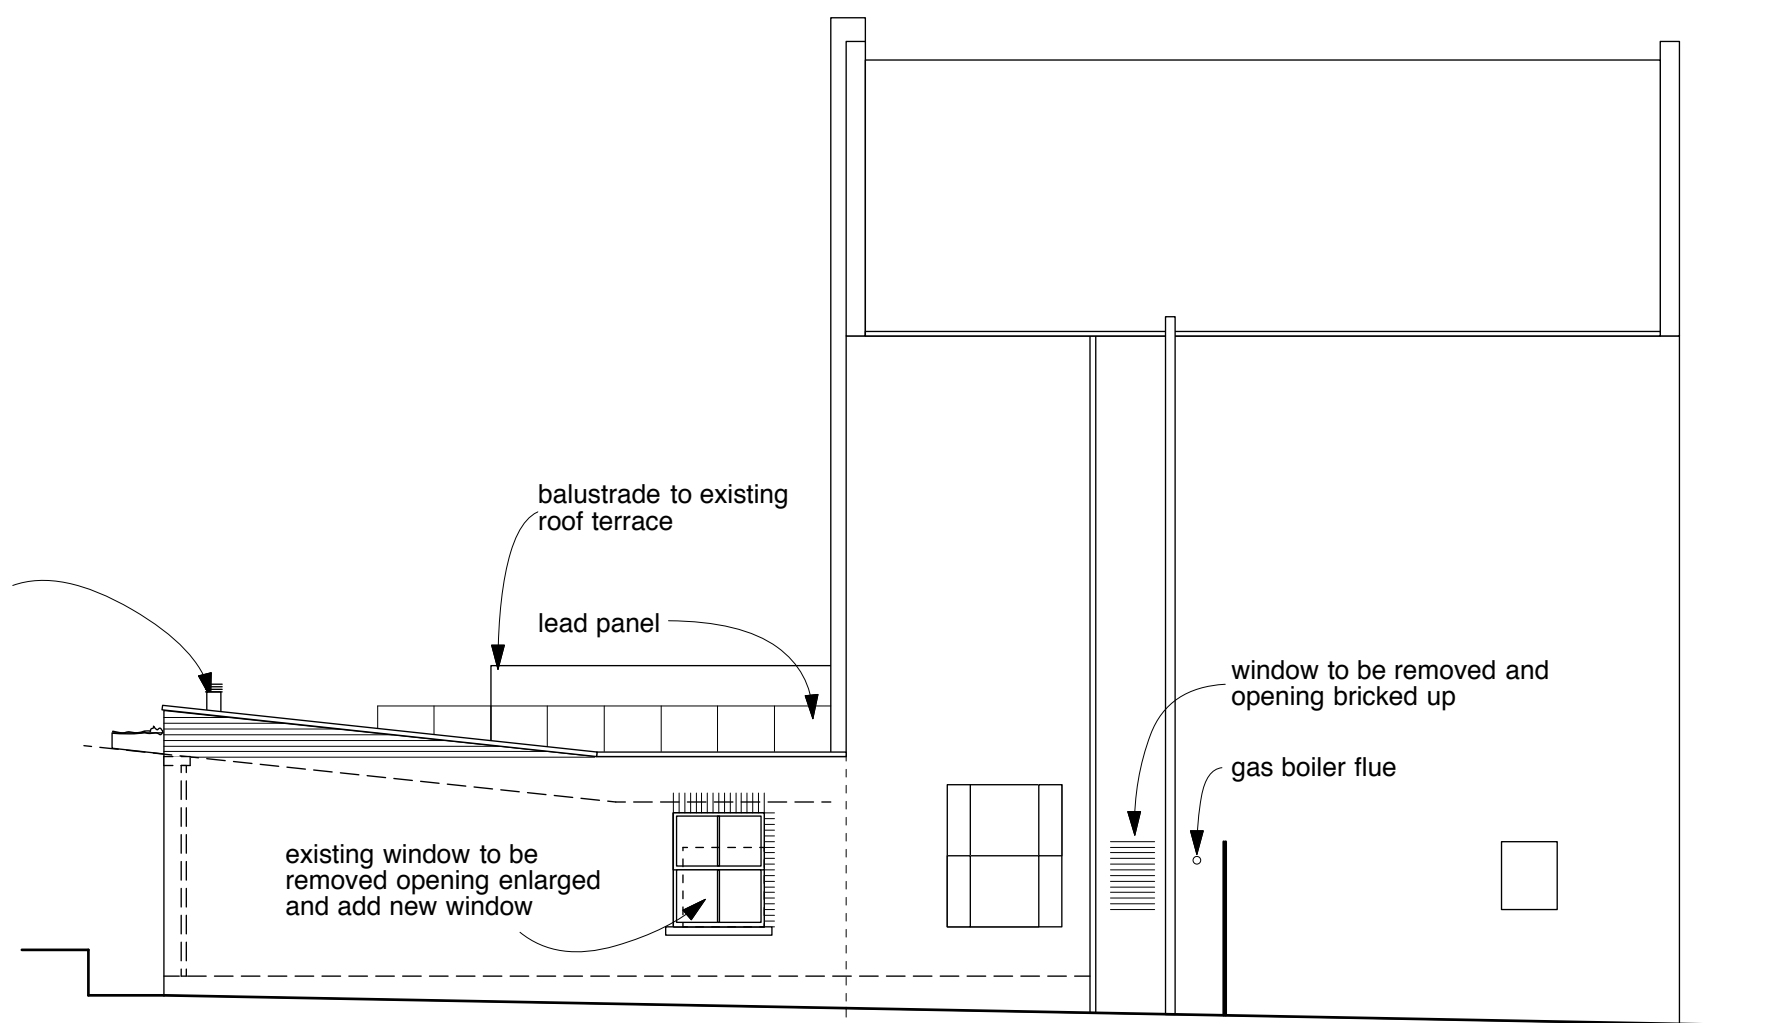 balustrade to existing
roof terrace
lead panel
window to be removed and
opening bricked up
gas boiler flue
existing window to be
removed opening enlarged
and add new window